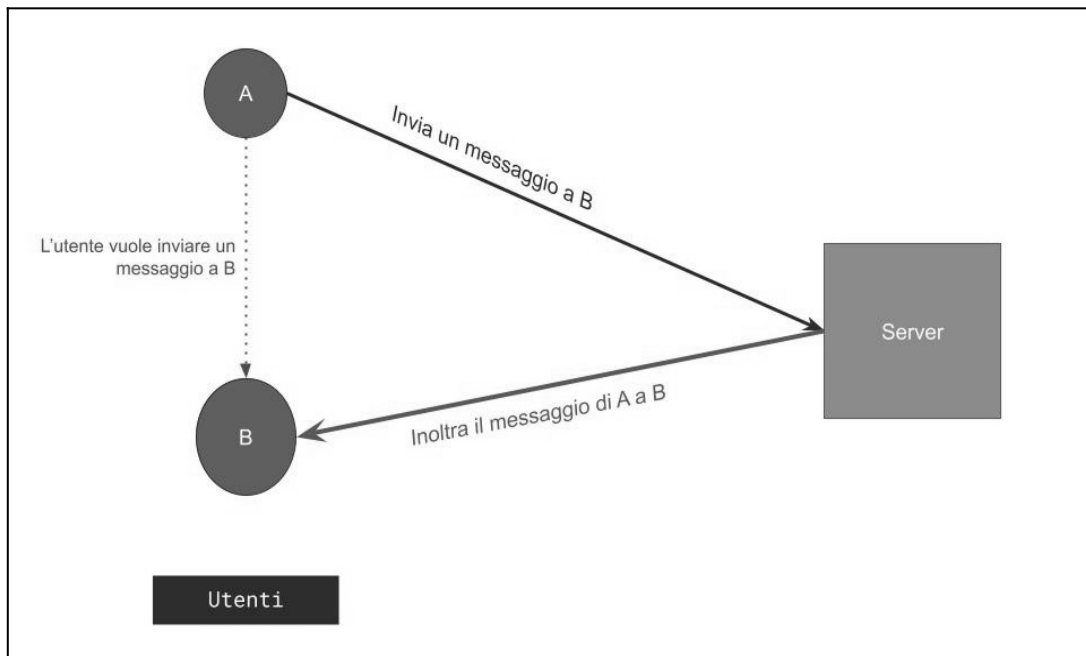 A
Invia un messaggio a B
L'utente vuole inviare un
messaggio a B
Server
Inoltra il messaggio di A a B
B
Utenti